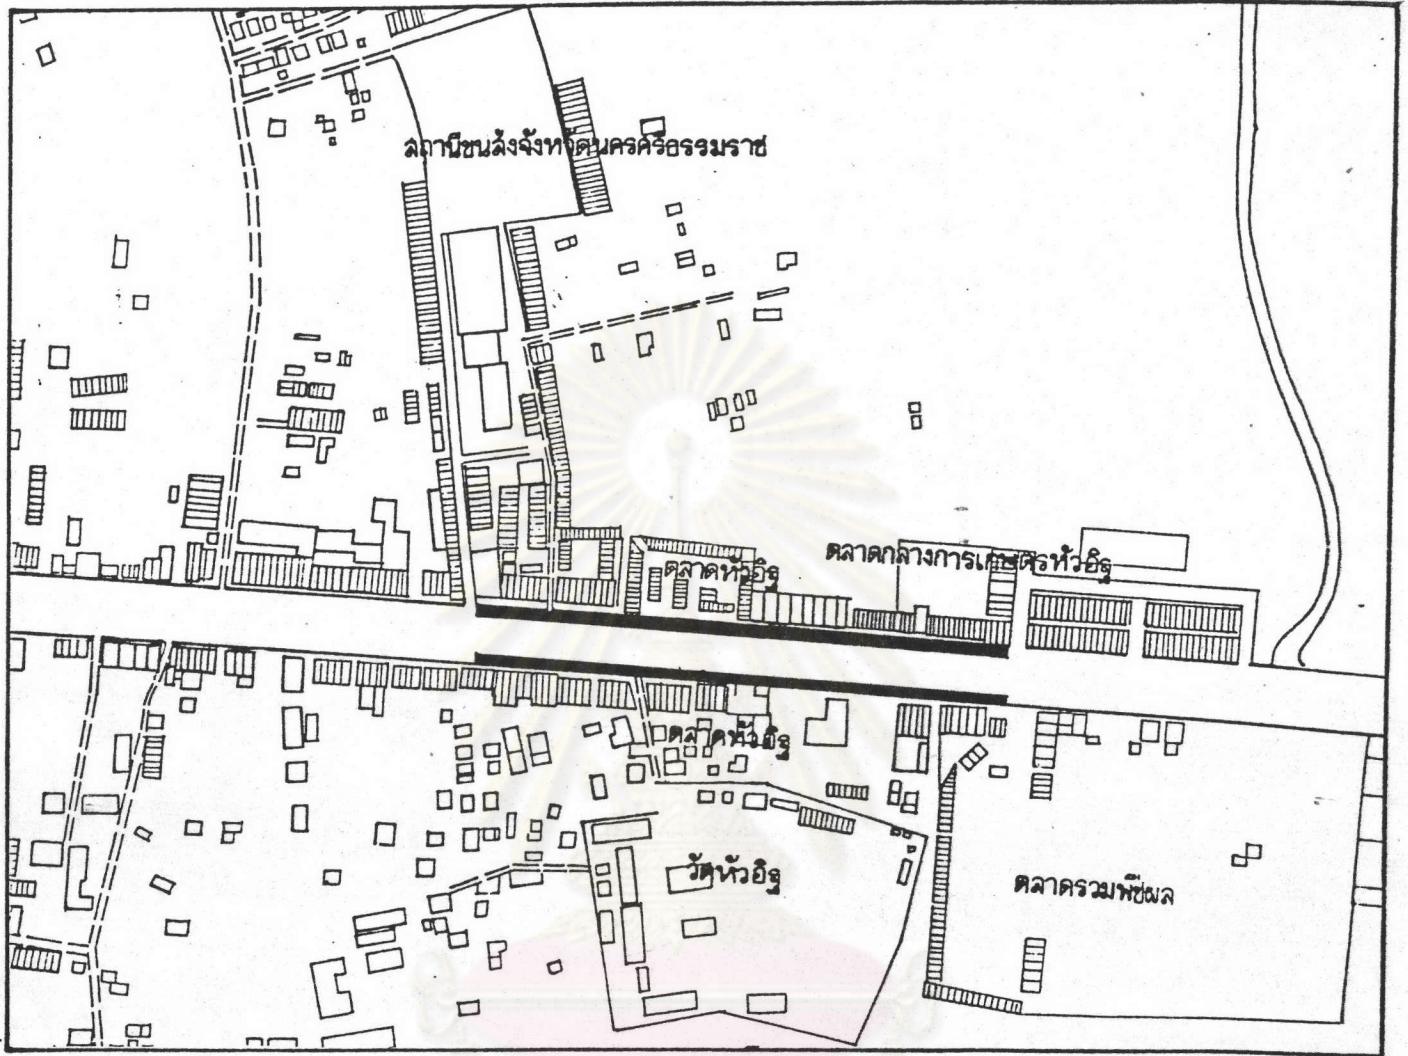 สถานีขนส่งจังหวัดนครศรีธรรมราช
ตลาดหัวอิฐ
ตลาดกลางการเกษตรหัวอิฐ
ตลาดหัวอิฐ
วัดหัวอิฐ
ตลาดรวมพืชผล